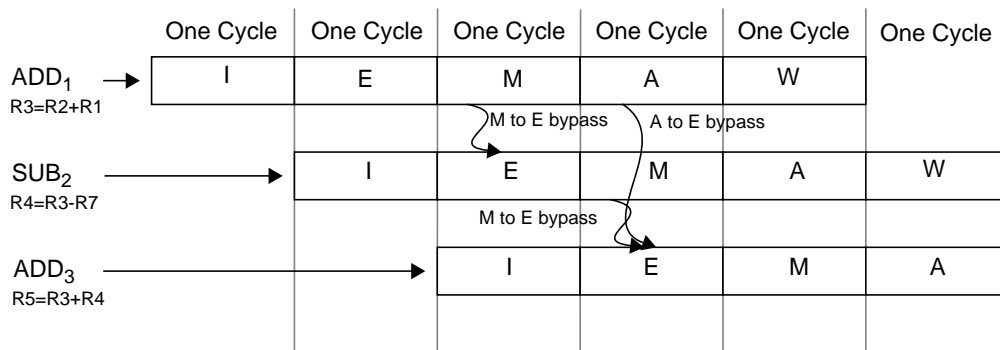 One Cycle One Cycle One Cycle One Cycle One Cycle One Cycle
ADD1 I E M A W
R3=R2+R1
M to E bypass A to E bypass
SUB2 I E M A W
R4=R3-R7
M to E bypass
ADD3 I E M A
R5=R3+R4